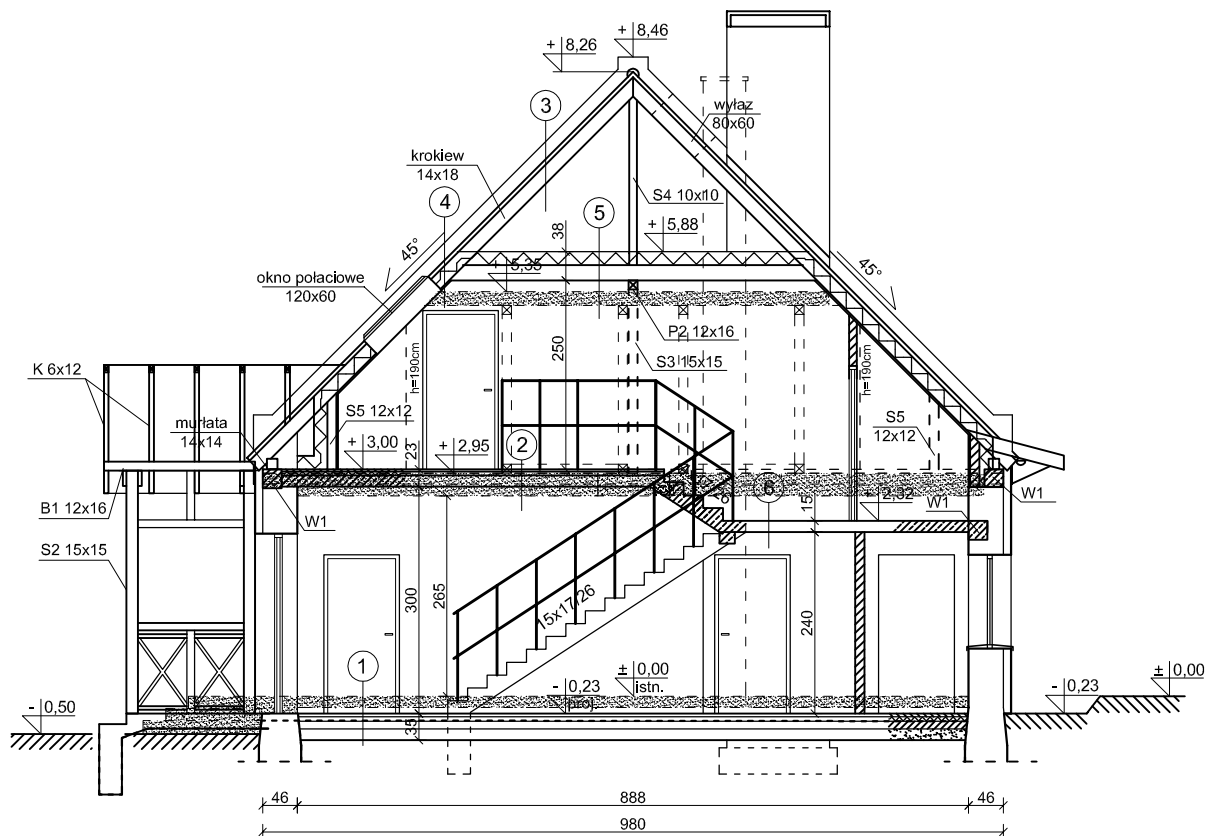 + 8,46
+ 8,26
3
wyłaz
80x60
krokiew
14x18
4
S4 10x10
5
38
+ 5,88
45°
45°
okno połaciowe
120x60
+ 5,35
P2 12x16
250
S3 15x15
h=190cm
h=190cm
K 6x12
murłata
14x14
S5 12x12
S5
12x12
+ 3,00
23
+ 2,95
2
6
+ 2,32
15
W1
W1
W1
B1 12x16
S2 15x15
300
265
15x17/26
240
1
± 0,00
istn.
- 0,23
proj.
± 0,00
- 0,23
- 0,50
35
46
888
46
980